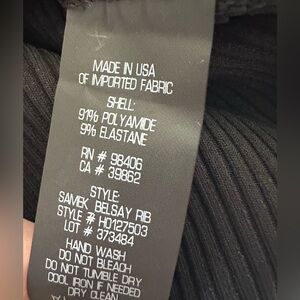 MADE IN USA
OF IMPORTED FABRIC
SHELL:
91% POLYAMIDE
9% ELASTANE
RN # 98406
CA # 39862
STYLE:
SAMEK BELSAY RIB
STYLE # HD127503
LOT # 373484
HAND WASH
DO NOT BLEACH
DO NOT TUMBLE DRY
COOL IRON IF NEEDED
DRY CLEAN